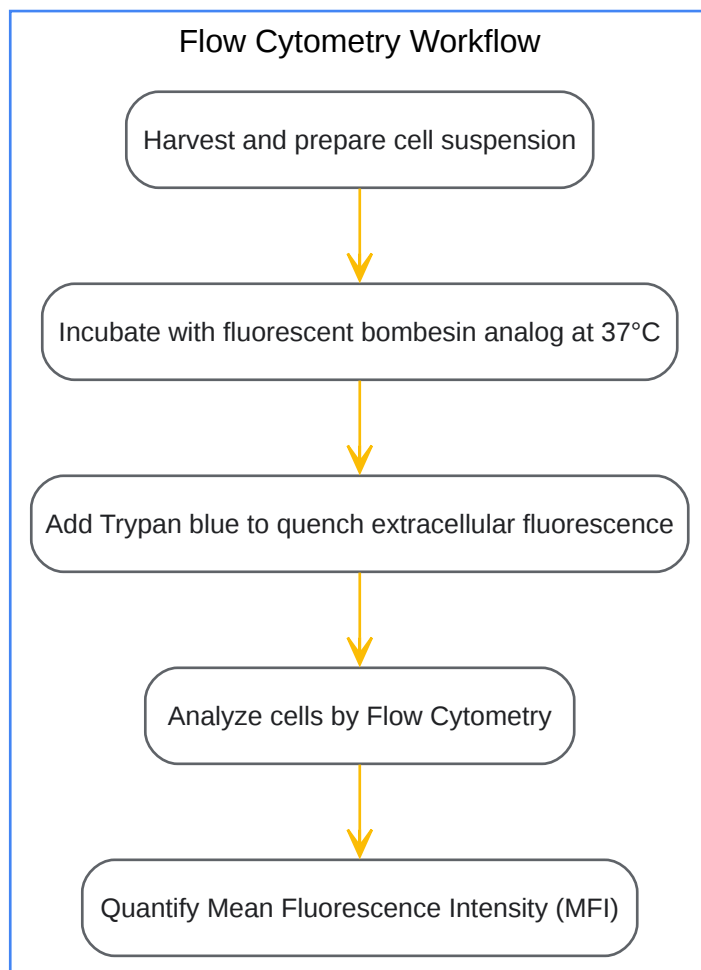 Flow Cytometry Workflow
Harvest and prepare cell suspension
Incubate with fluorescent bombesin analog at 37°C
Add Trypan blue to quench extracellular fluorescence
Analyze cells by Flow Cytometry
Quantify Mean Fluorescence Intensity (MFI)